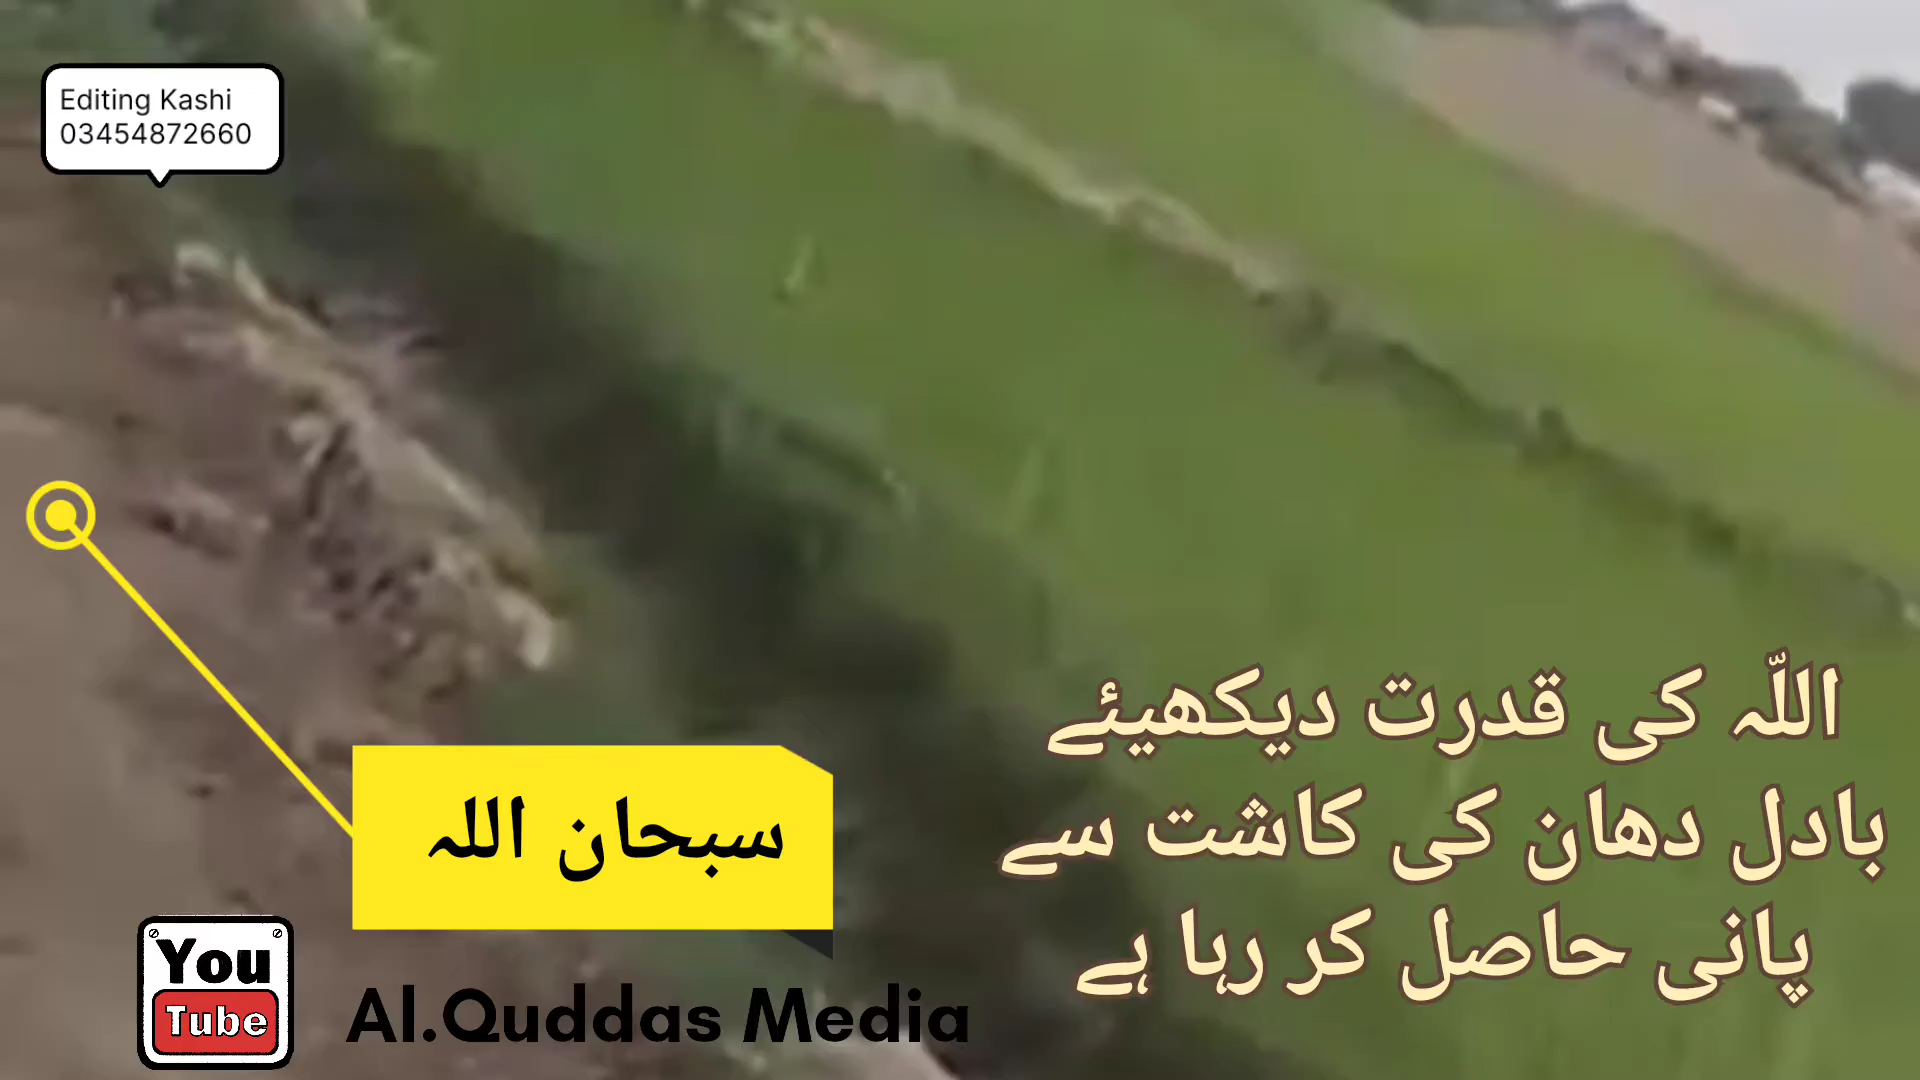 Editing Kashi
03454872660
اللّہ کی قدرت دیکھیئے
بادل دھان کی کاشت سے
پانی حاصل کر رہا ہے
سبحان اللہ
You
Tube
Al.Quddas Media